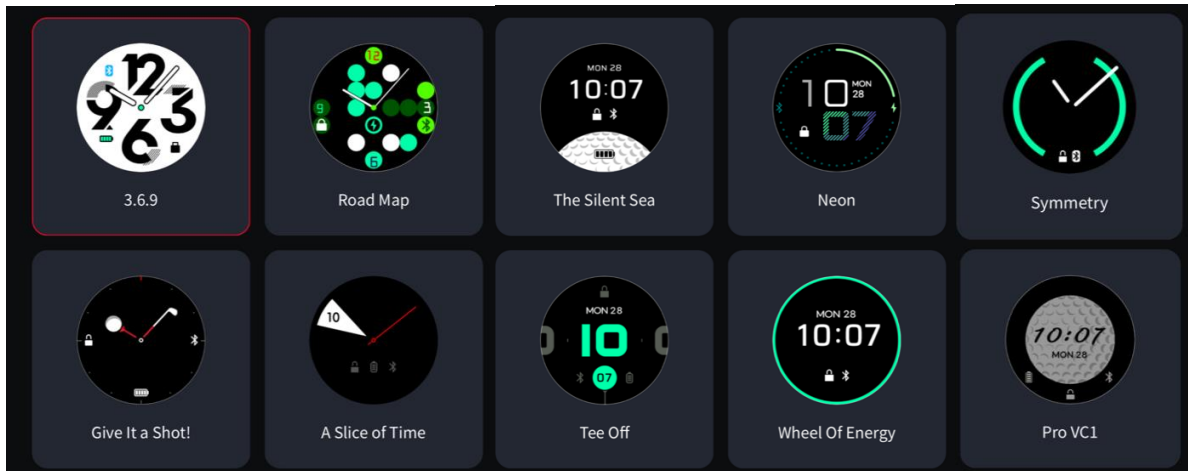 12
3
6
9
3.6.9
12
3
6
9
Road Map
MON 28
10:07
The Silent Sea
10 MON
28
07
Neon
Symmetry
Give It a Shot!
10
A Slice of Time
MON 28
0 10 0
07
Tee Off
MON 28
10:07
Wheel Of Energy
10:07
MON 28
Pro VC1